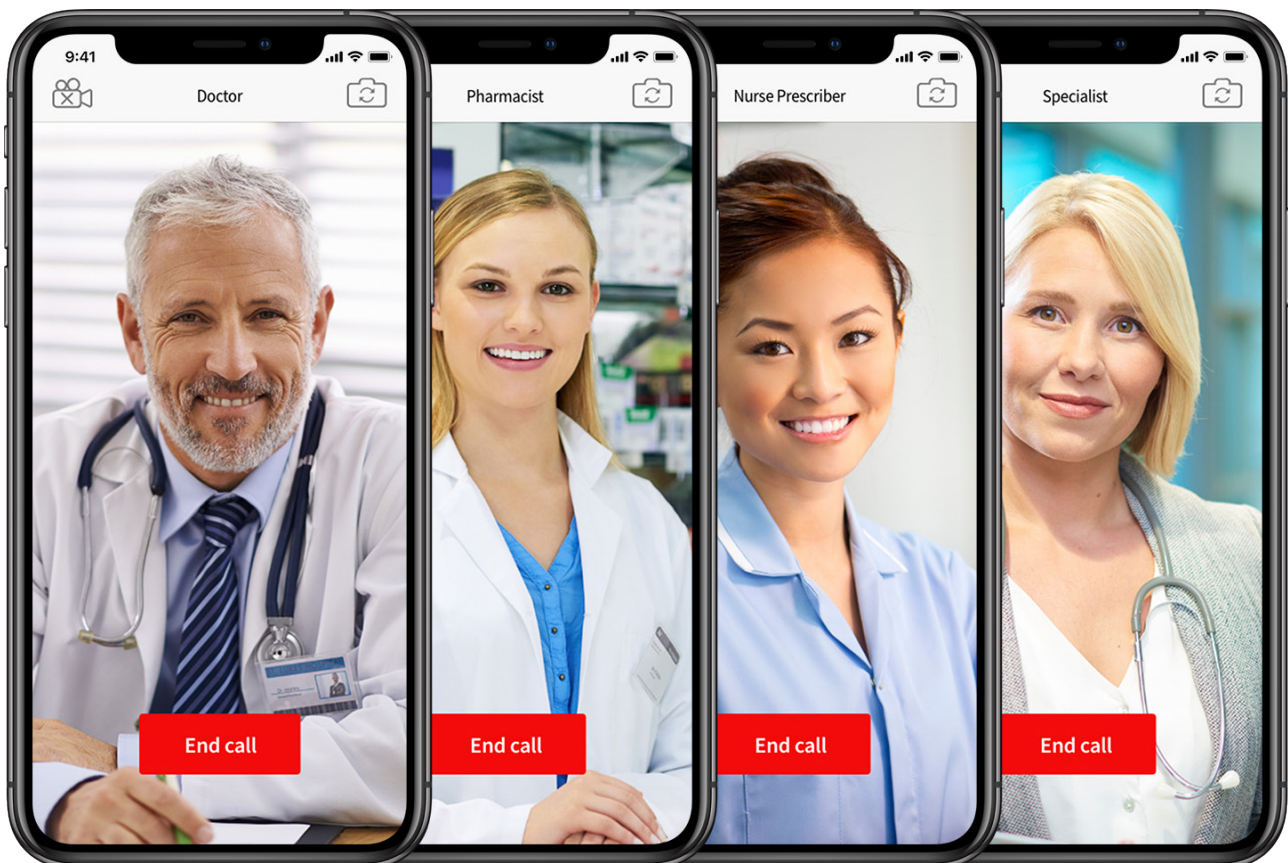 9:41
Doctor
Pharmacist
Nurse Prescriber
Specialist
End call
End call
End call
End call